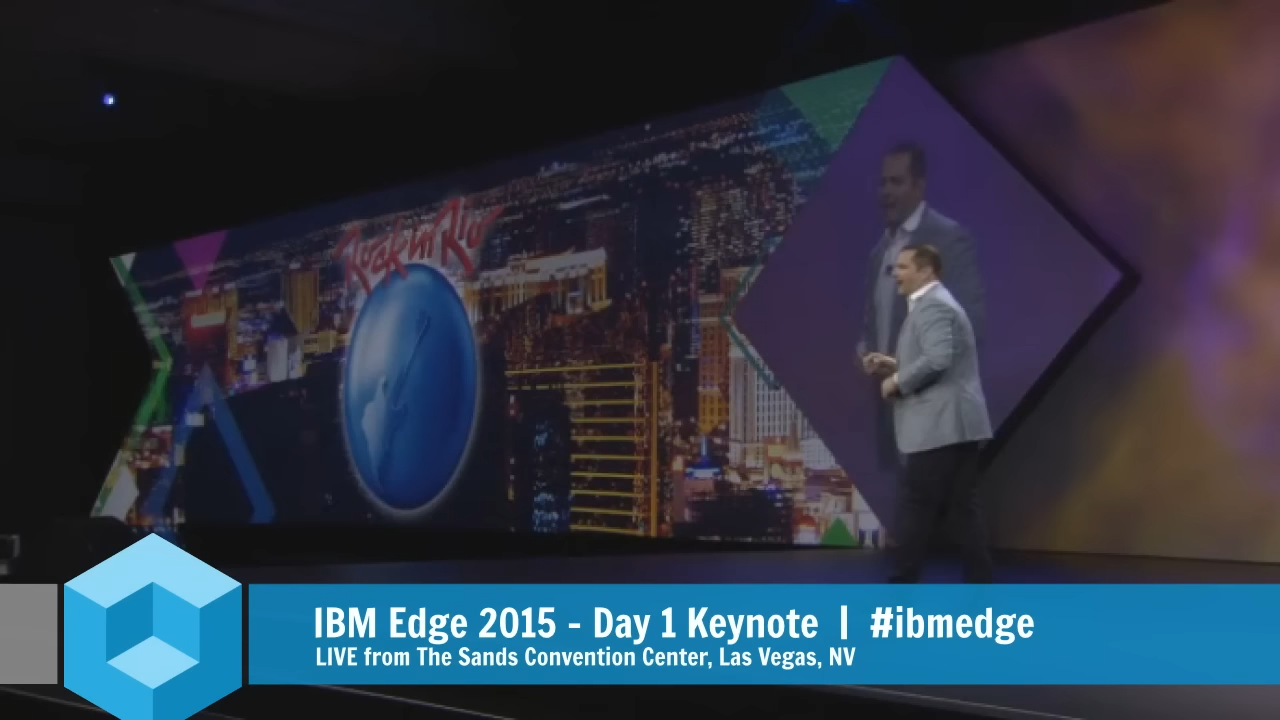 Rock in Rio
IBM Edge 2015 - Day 1 Keynote | #ibmedge
LIVE from The Sands Convention Center, Las Vegas, NV